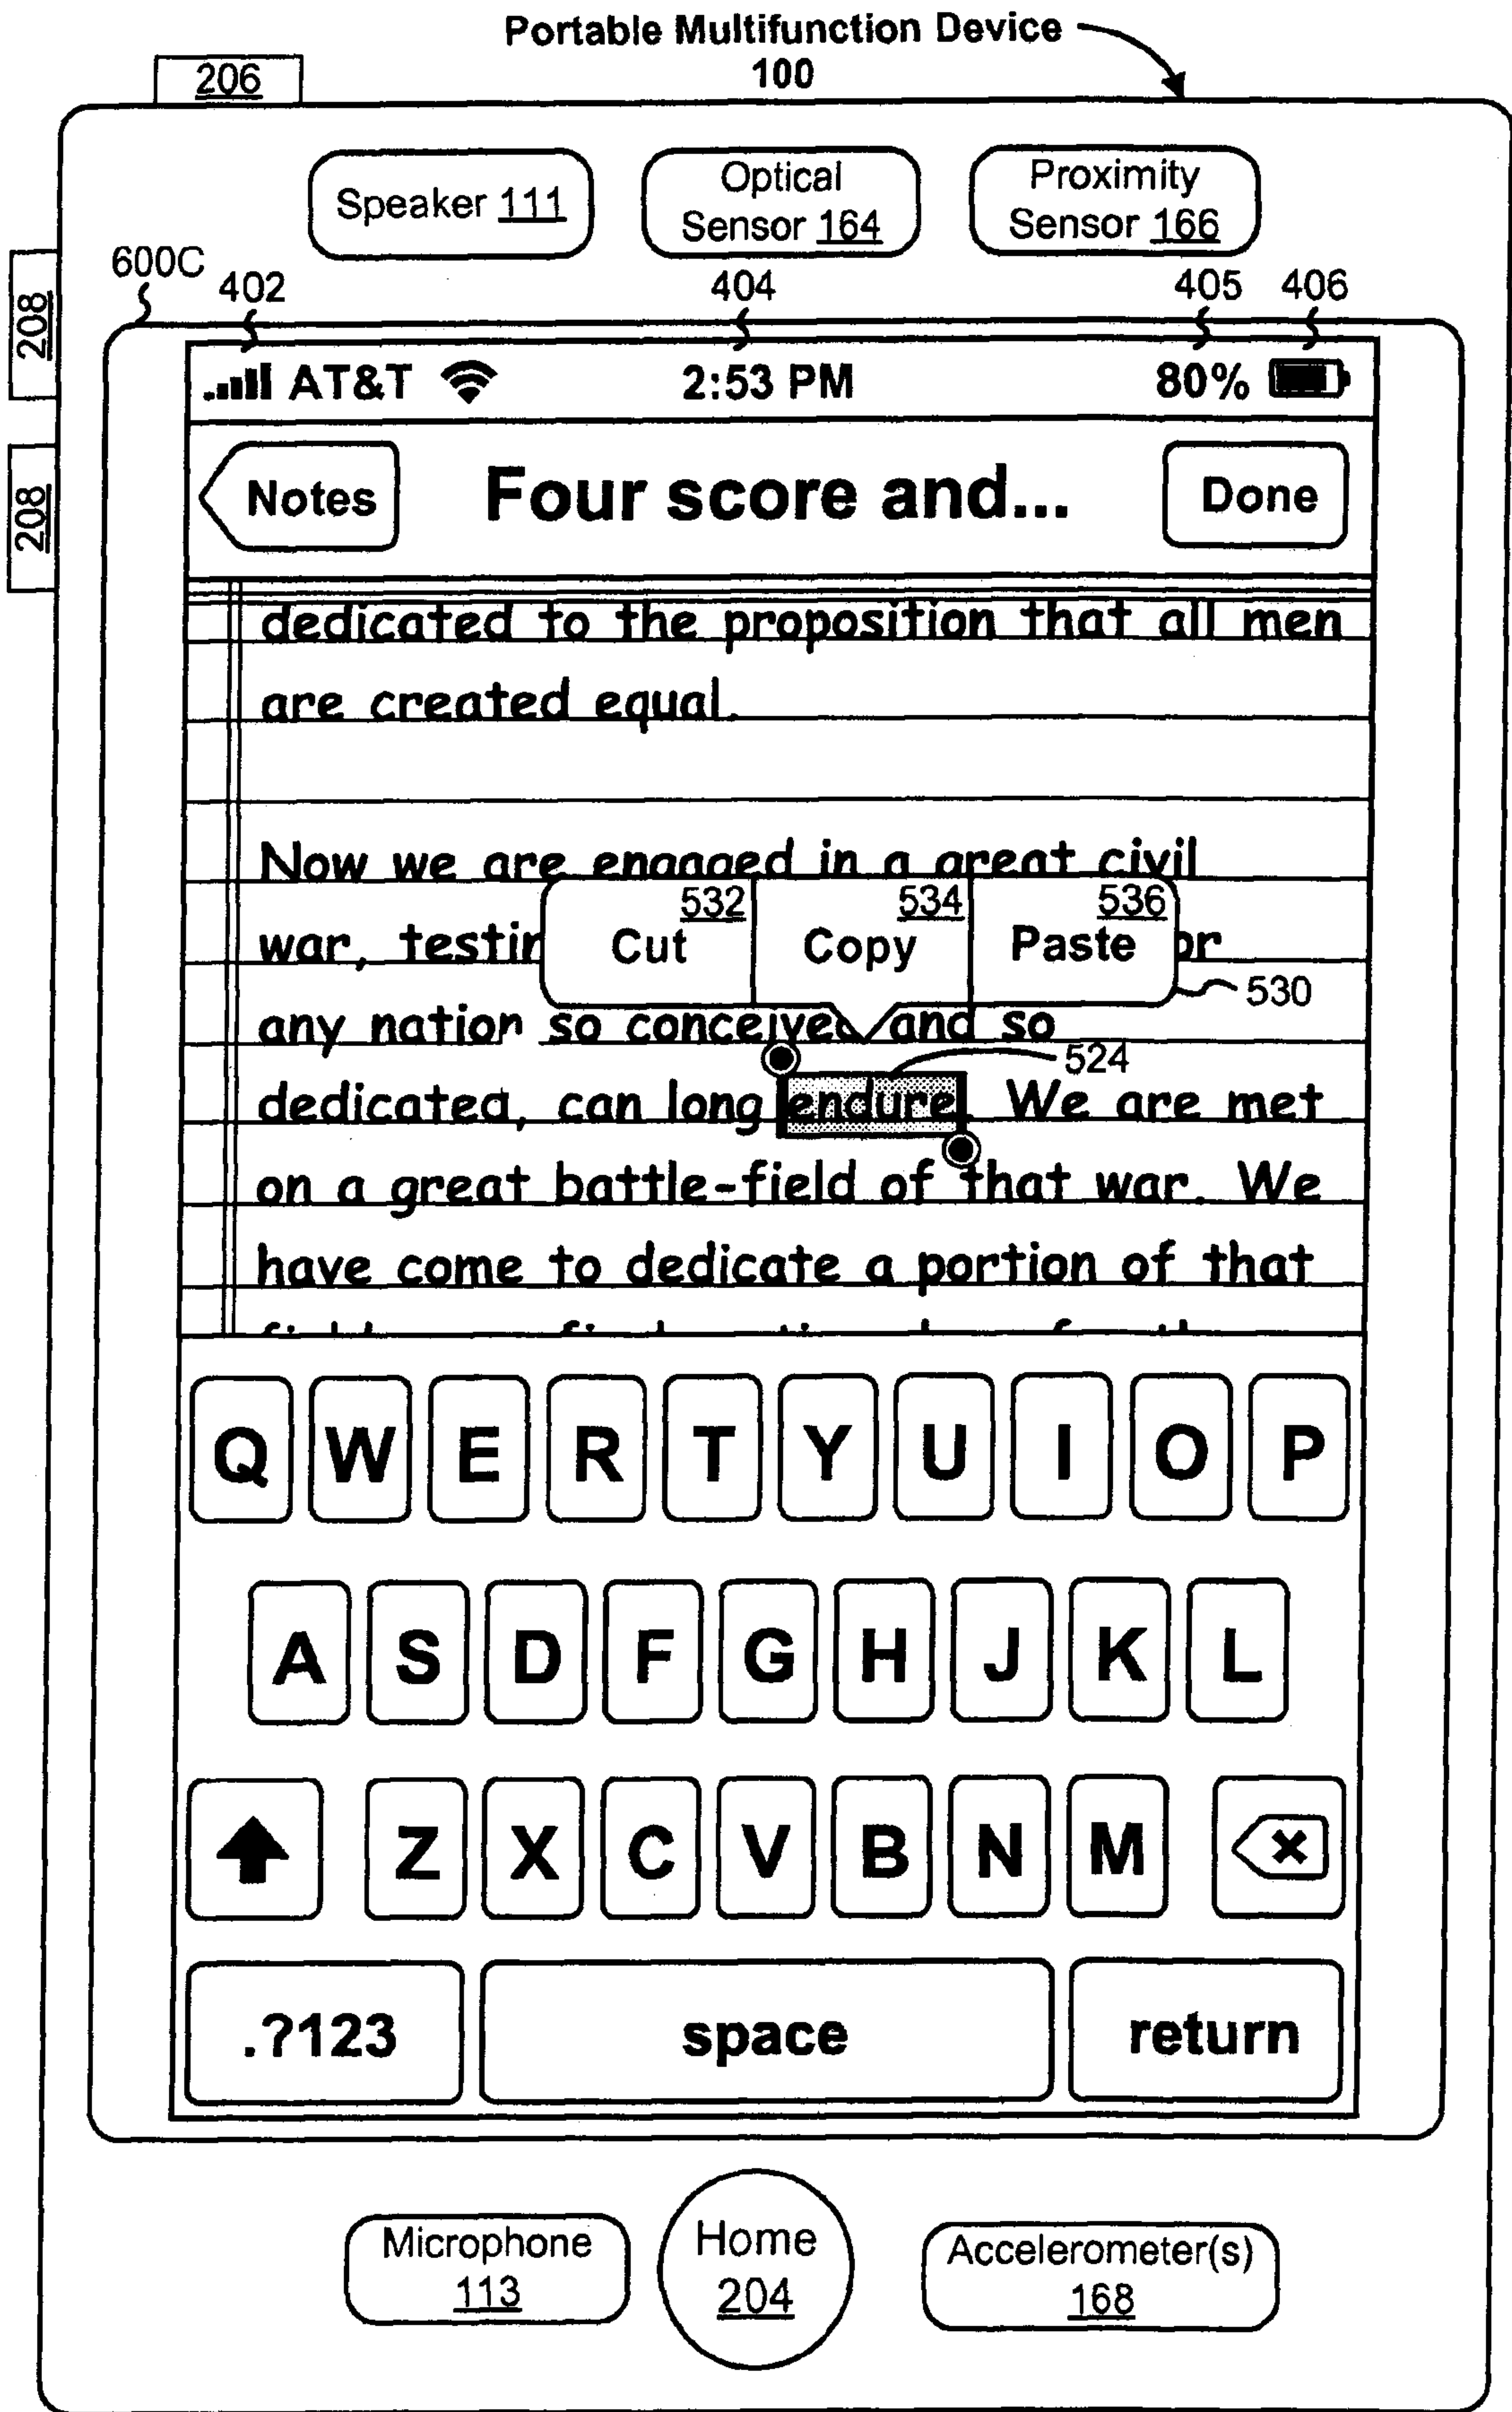 Portable Multifunction Device
100
206
Speaker 111
Optical
Sensor 164
Proximity
Sensor 166
208
208
600C
402
404
405
406
AT&T 2:53 PM 80%
Notes Four score and... Done
dedicated to the proposition that all men
are created equal.
Now we are engaged in a great civil
532 534 536
war, testin Cut Copy Paste or
530
any nation so conceived and so
524
dedicated, can long endure. We are met
on a great battle-field of that war. We
have come to dedicate a portion of that
Q W E R T Y U I O P
A S D F G H J K L
Z X C V B N M
.?123 space return
Microphone
113
Home
204
Accelerometer(s)
168